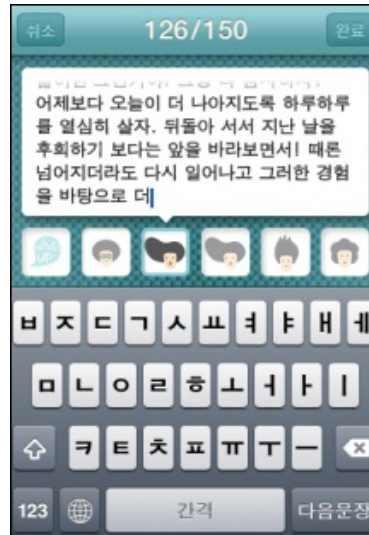 취소
126/150
완료
어제보다 오늘이 더 나아지도록 하루하루
를 열심히 살자. 뒤돌아 서서 지난 날을
후회하기 보다는 앞을 바라보면서! 때론
넘어지더라도 다시 일어나고 그러한 경험
을 바탕으로 더
ㅂ ㅈ ㄷ ㄱ ㅅ ㅛ ㅕ ㅑ ㅐ ㅔ
ㅁ ㄴ ㅇ ㄹ ㅎ ㅗ ㅓ ㅏ ㅣ
ㅋ ㅌ ㅊ ㅍ ㅠ ㅜ ㅡ
123
간격
다음문장